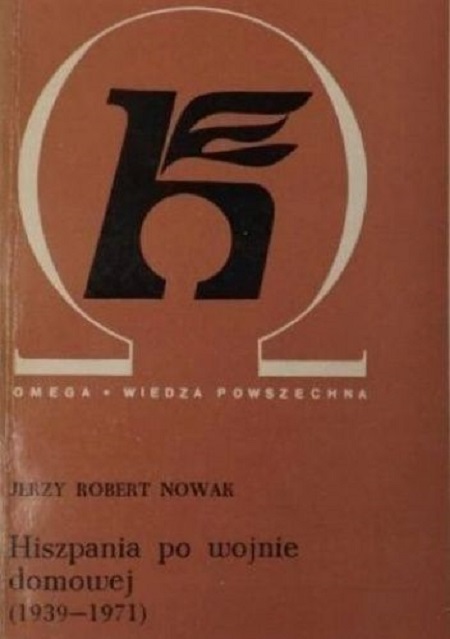 h
OMEGA • WIEDZA POWSZECHNA
JERZY ROBERT NOWAK
Hiszpania po wojnie
domowej
(1939—1971)